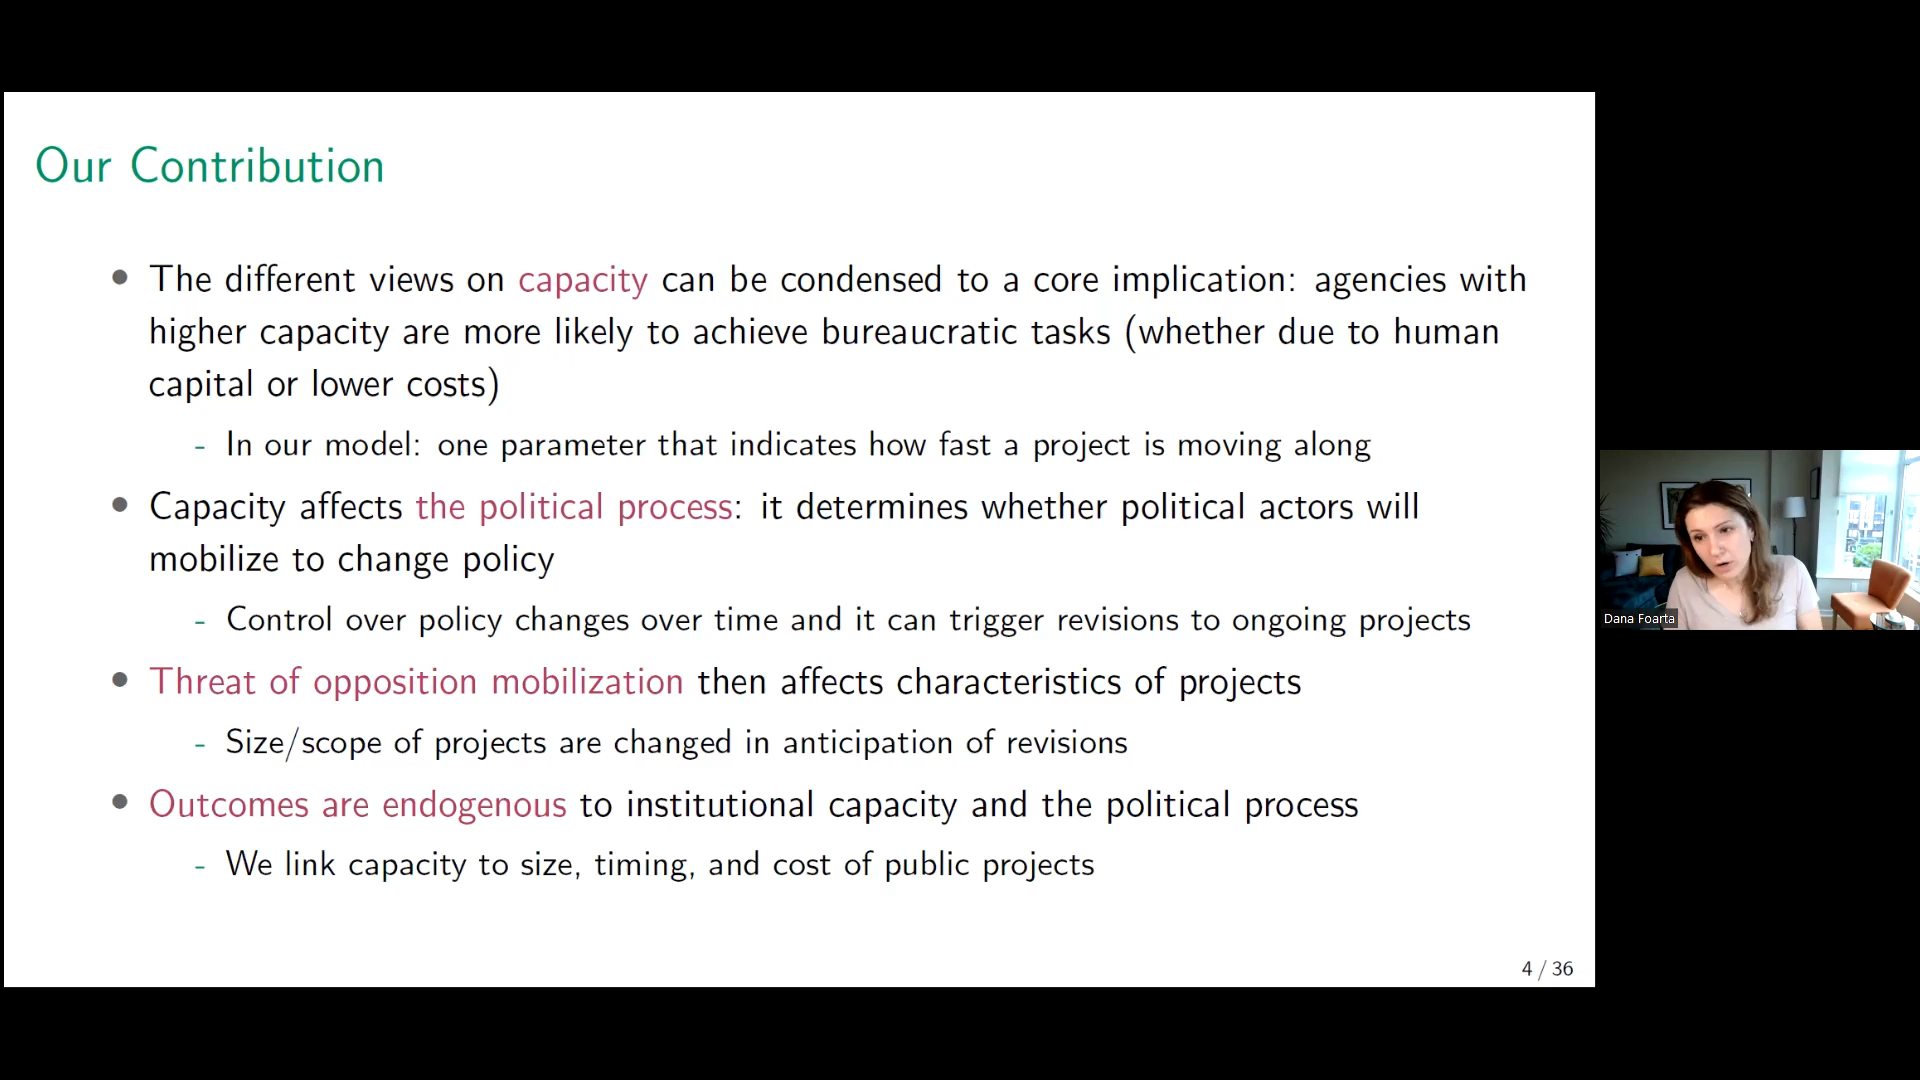 Our Contribution
• The different views on capacity can be condensed to a core implication: agencies with
higher capacity are more likely to achieve bureaucratic tasks (whether due to human
capital or lower costs)
- In our model: one parameter that indicates how fast a project is moving along
• Capacity affects the political process: it determines whether political actors will
mobilize to change policy
- Control over policy changes over time and it can trigger revisions to ongoing projects
• Threat of opposition mobilization then affects characteristics of projects
- Size/scope of projects are changed in anticipation of revisions
• Outcomes are endogenous to institutional capacity and the political process
- We link capacity to size, timing, and cost of public projects
4 / 36
Dana Foarta